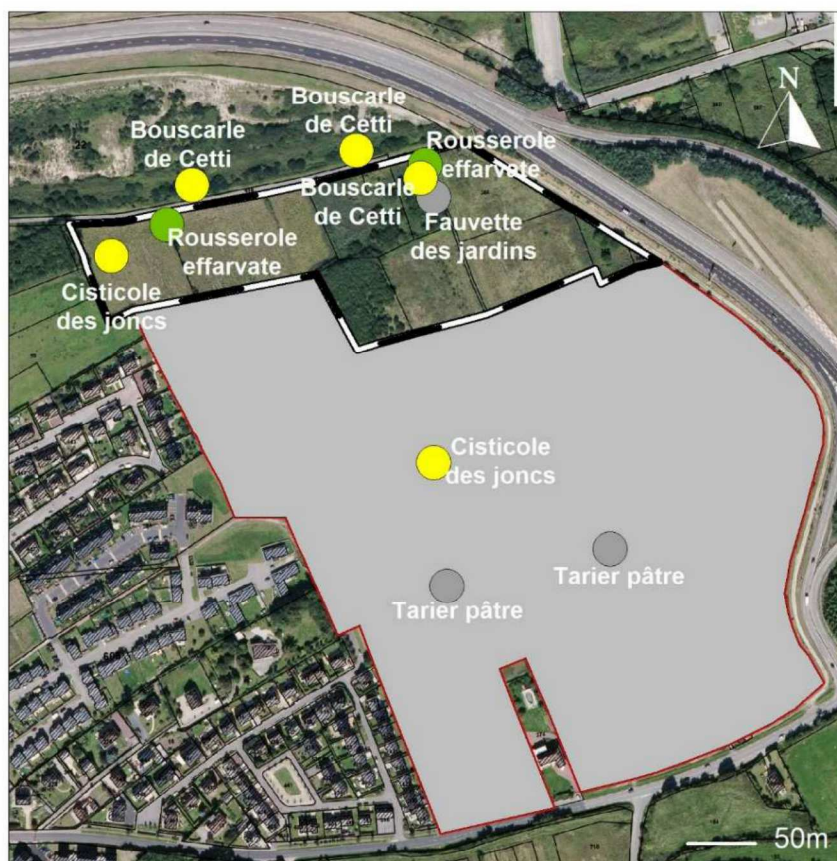 N
Bouscarle
de Cetti
Bouscarle
de Cetti
Rousserole
effarvate
Bouscarle
de Cetti
Fauvette
des jardins
Rousserole
effarvate
Cisticole
des joncs
Cisticole
des joncs
Tarier pâtre
Tarier pâtre
50m